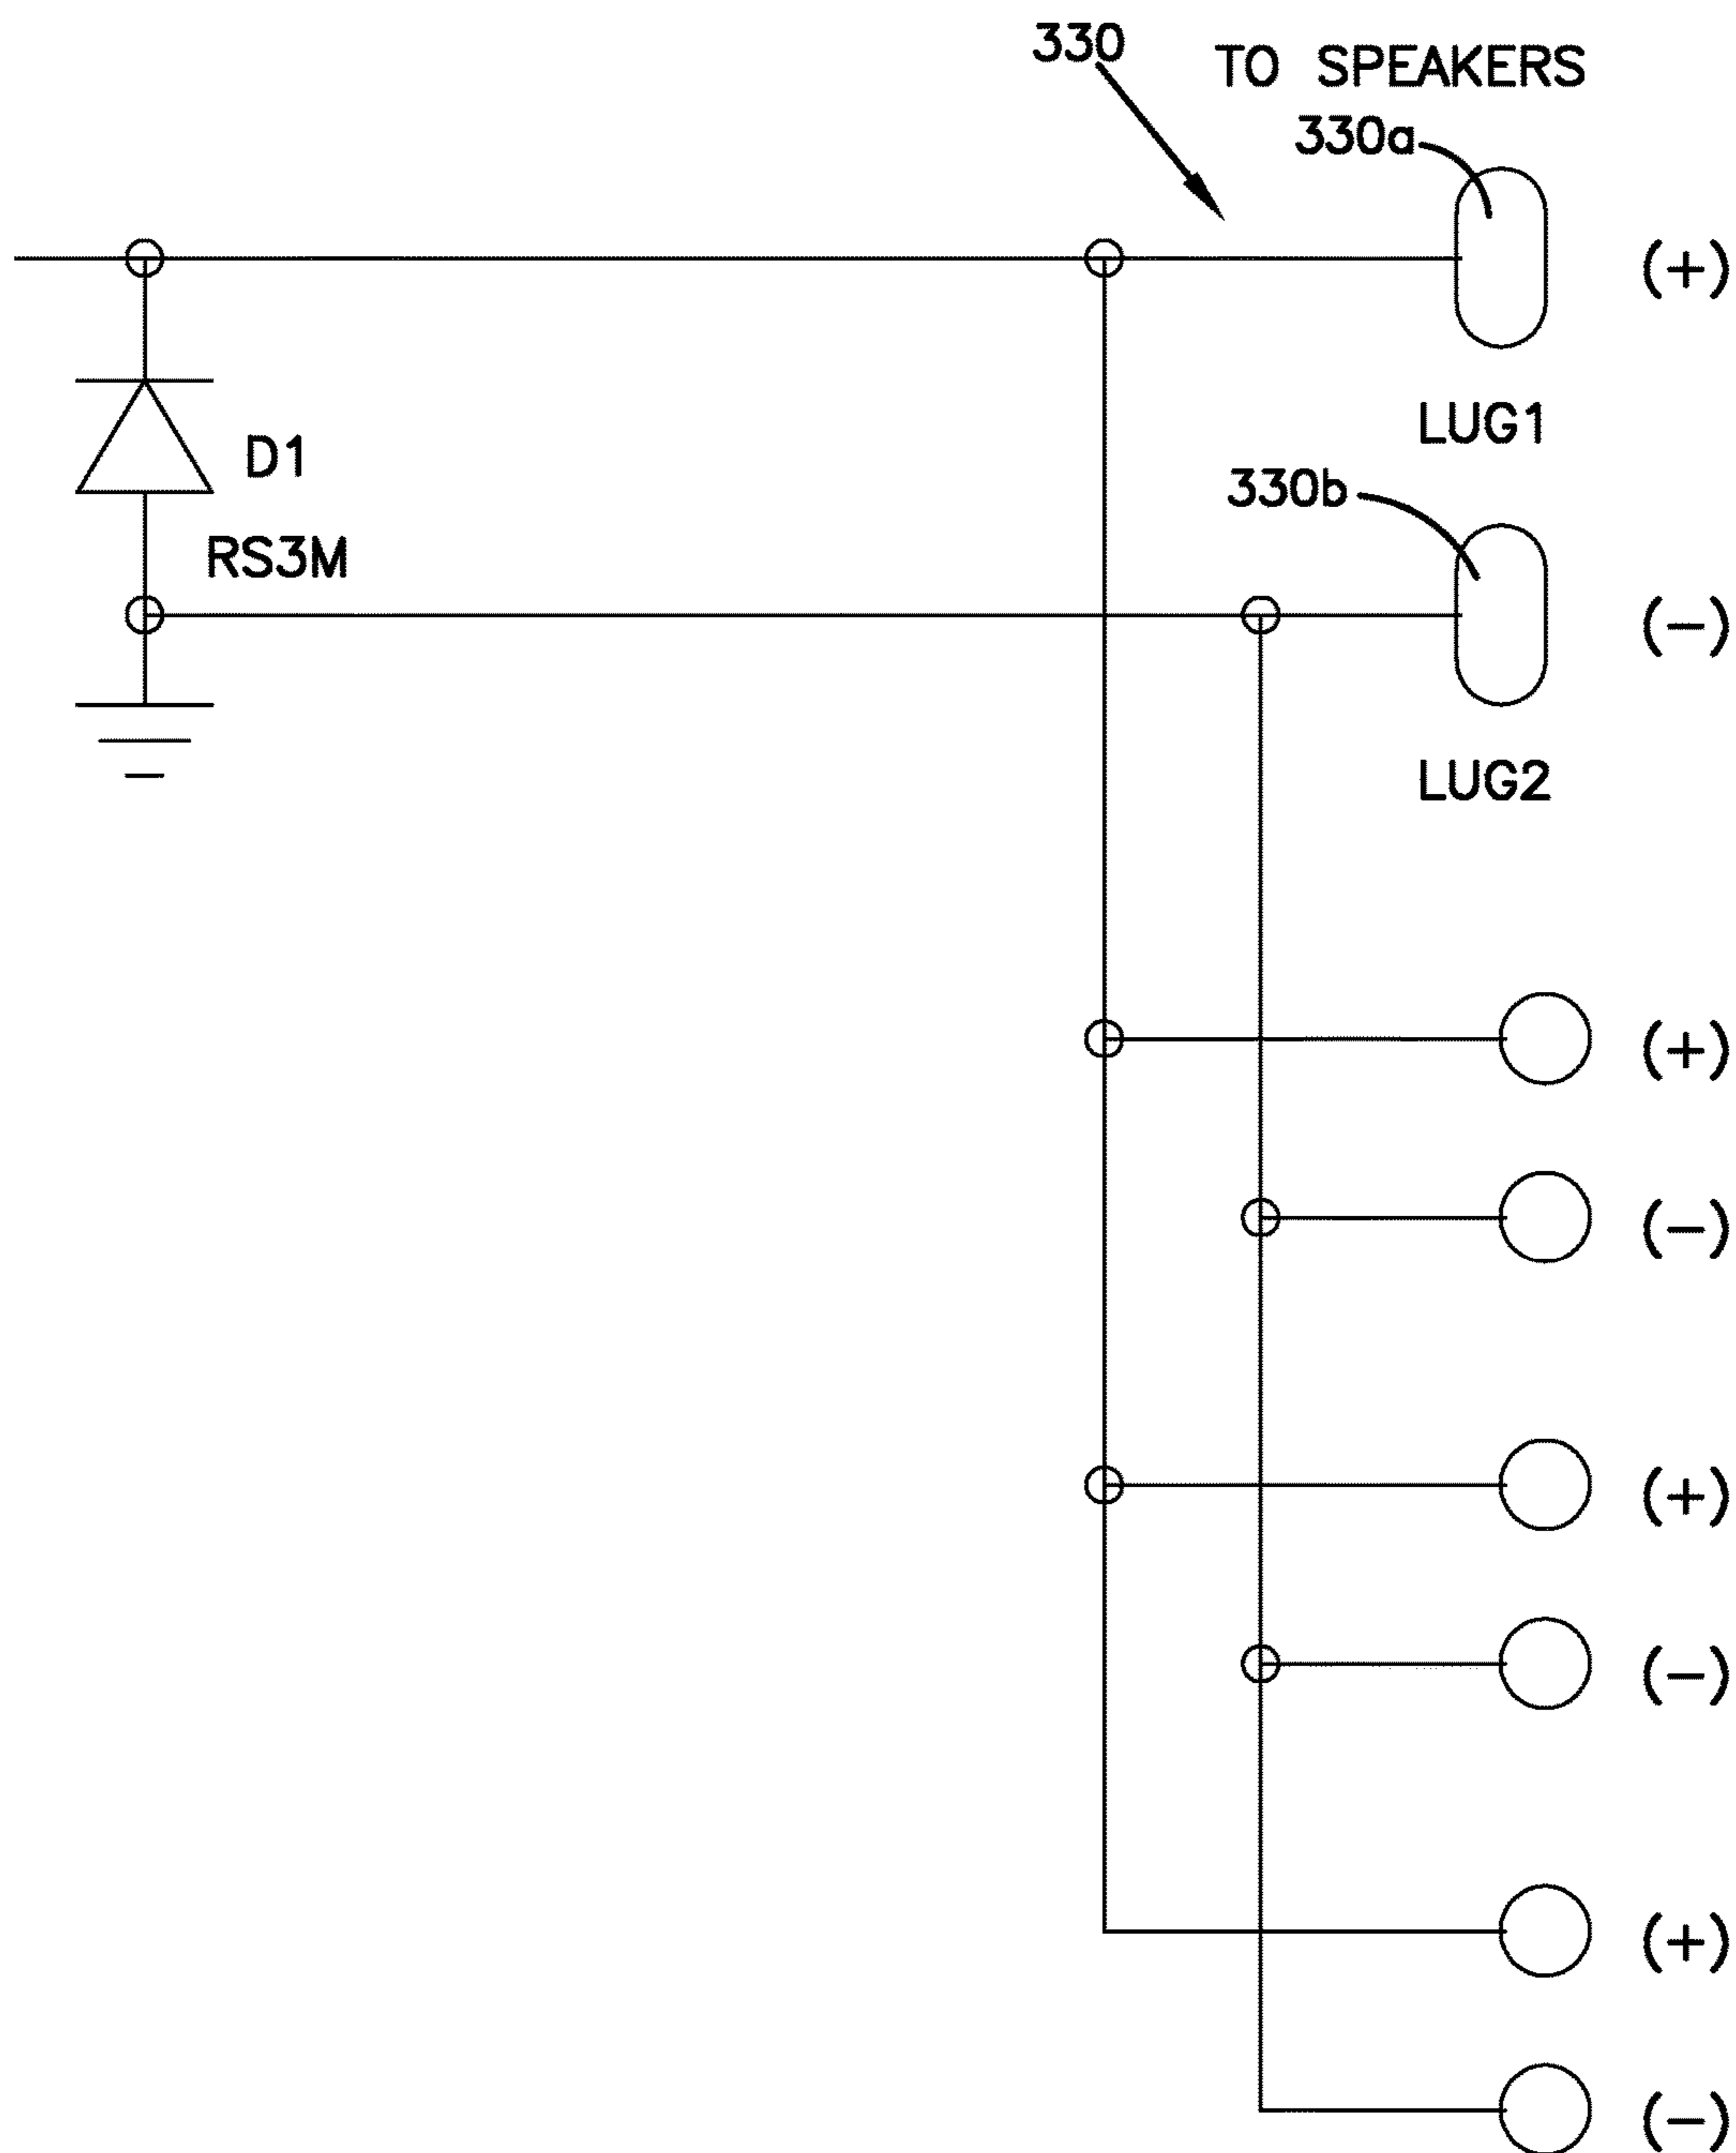 330
TO SPEAKERS
330a
(+)
LUG1
D1
330b
RS3M
(-)
LUG2
(+)
(-)
(+)
(-)
(+)
(-)